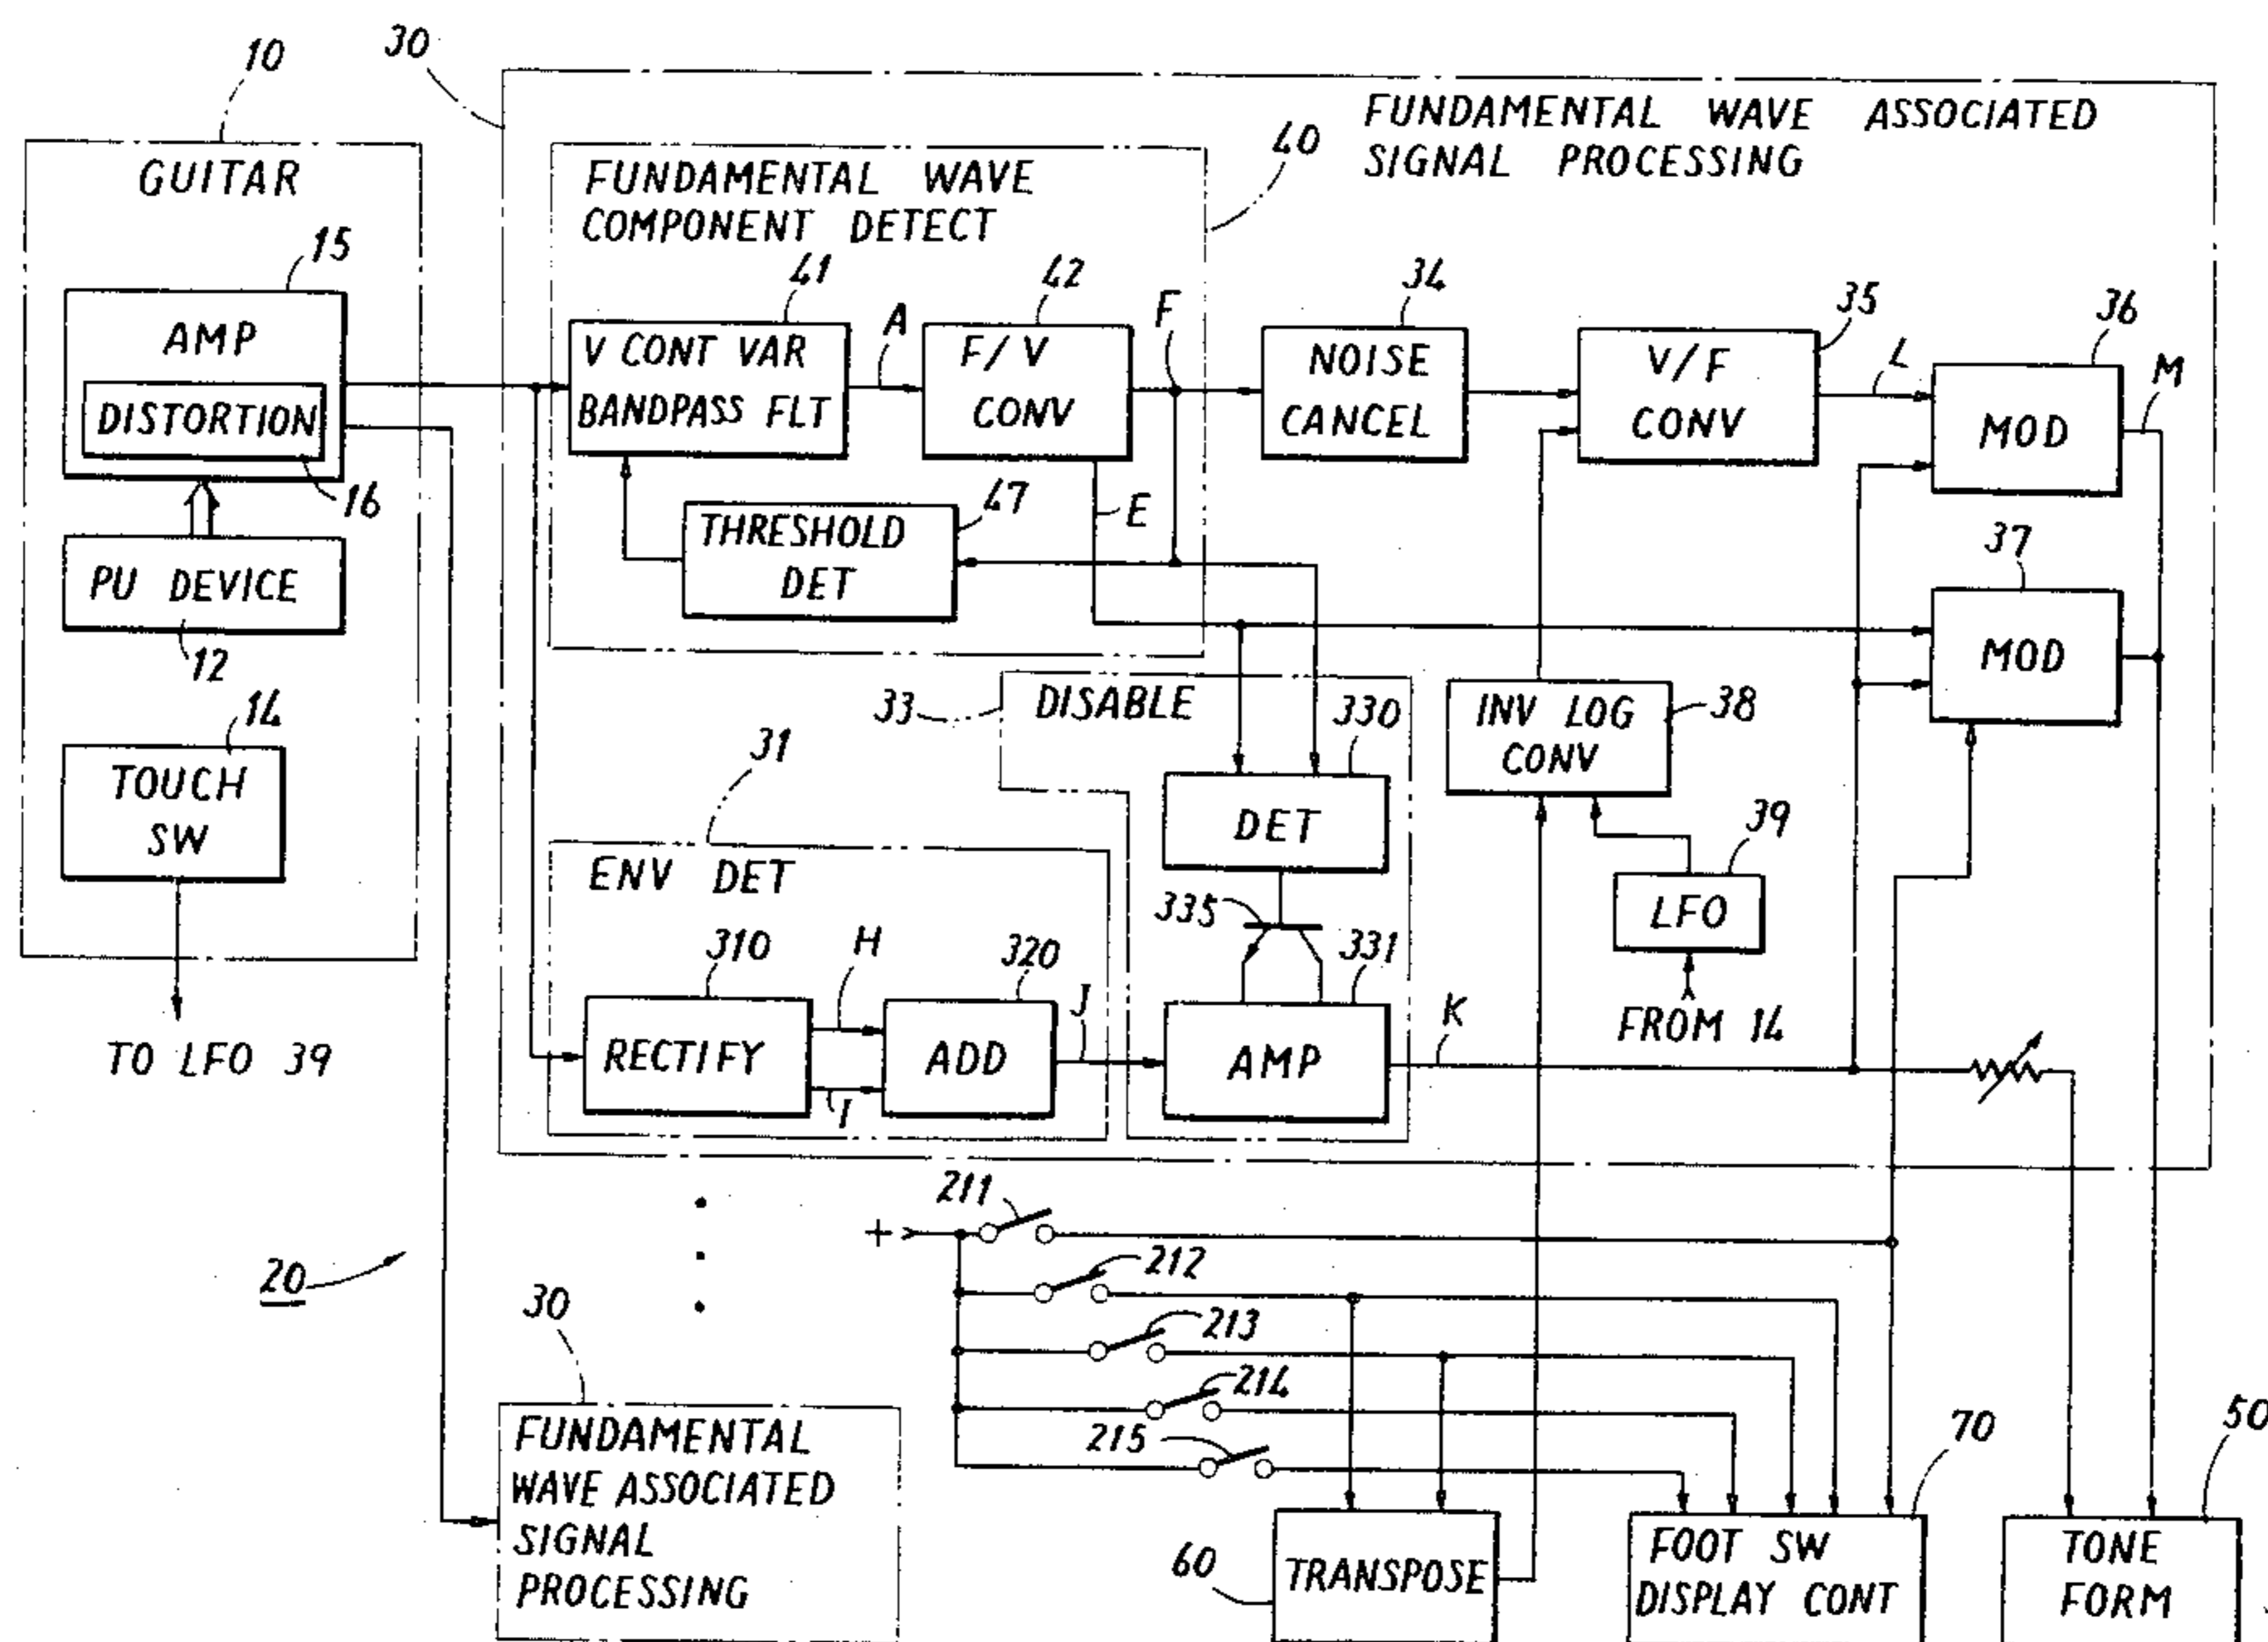 10
30
FUNDAMENTAL WAVE ASSOCIATED
SIGNAL PROCESSING
40
GUITAR
FUNDAMENTAL WAVE
COMPONENT DETECT
15
41
42
F
34
35
36
AMP
DISTORTION
V CONT VAR
BANDPASS FLT
A
F/V
CONV
NOISE
CANCEL
V/F
CONV
L
MOD
M
16
47
E
37
PU DEVICE
THRESHOLD
DET
MOD
12
14
33
DISABLE
330
INV LOG
CONV
38
31
TOUCH
SW
DET
39
ENV DET
335
LFO
310
H
320
331
J
K
FROM 14
RECTIFY
ADD
AMP
I
TO LFO 39
211
+
212
20
30
213
214
215
70
50
FUNDAMENTAL
WAVE ASSOCIATED
SIGNAL
PROCESSING
60
TRANSPOSE
FOOT SW
DISPLAY CONT
TONE
FORM